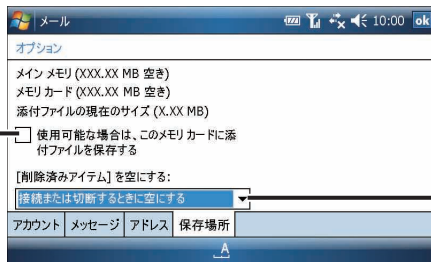 メール
10:00 ok
オプション
メイン メモリ (XXX.XX MB 空き)
メモリ カード (XXX.XX MB 空き)
添付ファイルの現在のサイズ (X.XX MB)
使用可能な場合は、このメモリ カードに添
付ファイルを保存する
[削除済みアイテム] を空にする:
接続または切断するときに空にする
アカウント メッセージ アドレス 保存場所
A